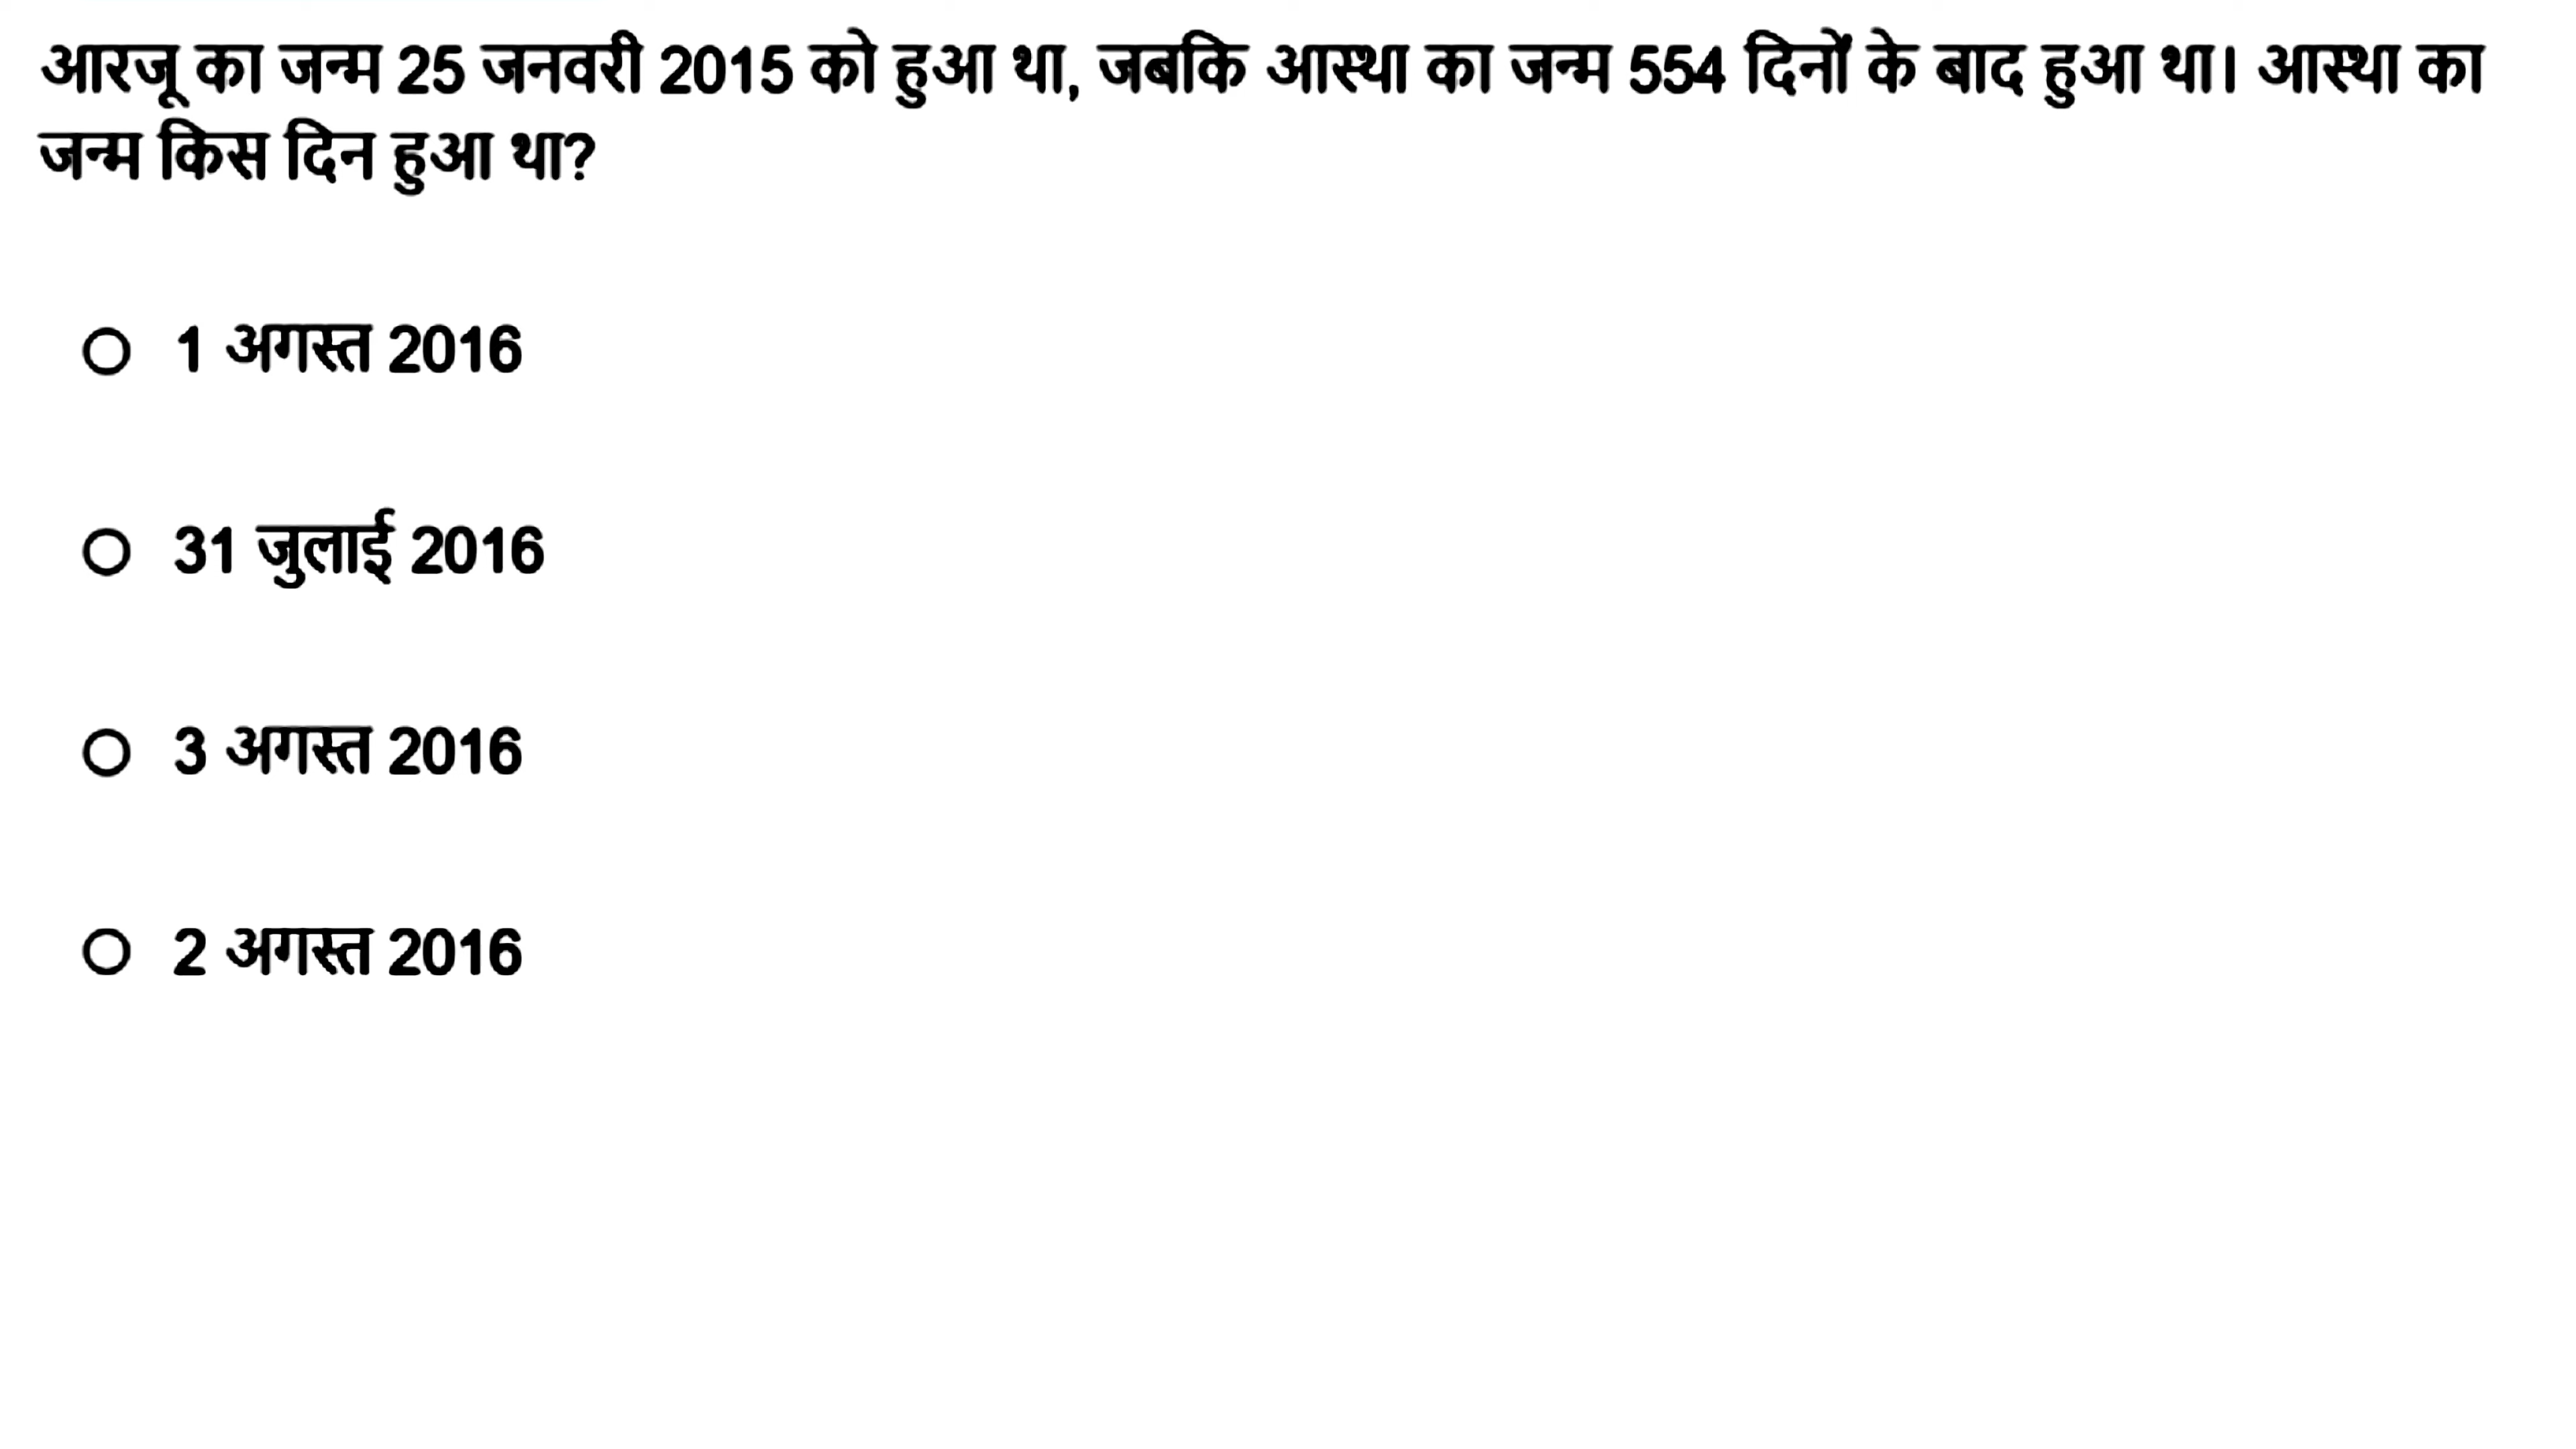 आरजू का जन्म 25 जनवरी 2015 को हुआ था, जबकि आस्था का जन्म 554 दिनों के बाद हुआ था। आस्था का
जन्म किस दिन हुआ था?
1 अगस्त 2016
31 जुलाई 2016
3 अगस्त 2016
2 अगस्त 2016